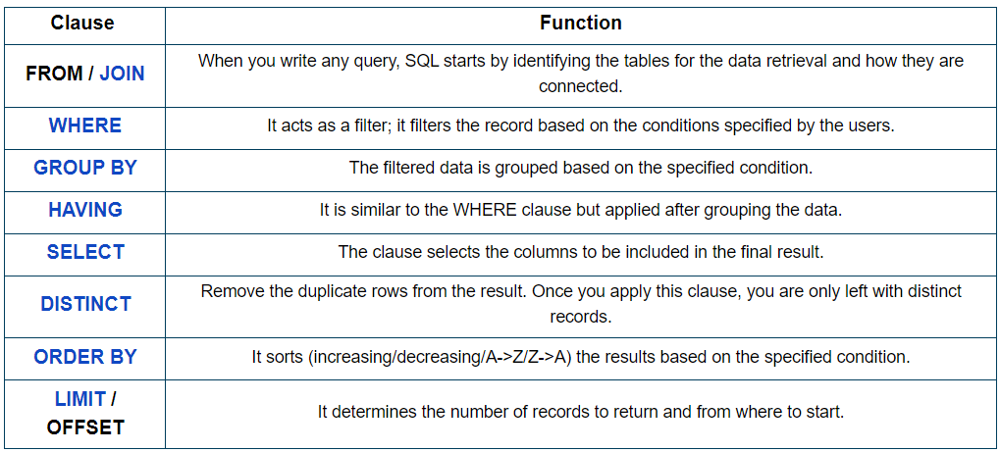 Clause Function
FROM / JOIN When you write any query, SQL starts by identifying the tables for the data retrieval and how they are
connected.
WHERE It acts as a filter; it filters the record based on the conditions specified by the users.
GROUP BY The filtered data is grouped based on the specified condition.
HAVING It is similar to the WHERE clause but applied after grouping the data.
SELECT The clause selects the columns to be included in the final result.
DISTINCT Remove the duplicate rows from the result. Once you apply this clause, you are only left with distinct
records.
ORDER BY It sorts (increasing/decreasing/A->Z/Z->A) the results based on the specified condition.
LIMIT /
OFFSET It determines the number of records to return and from where to start.